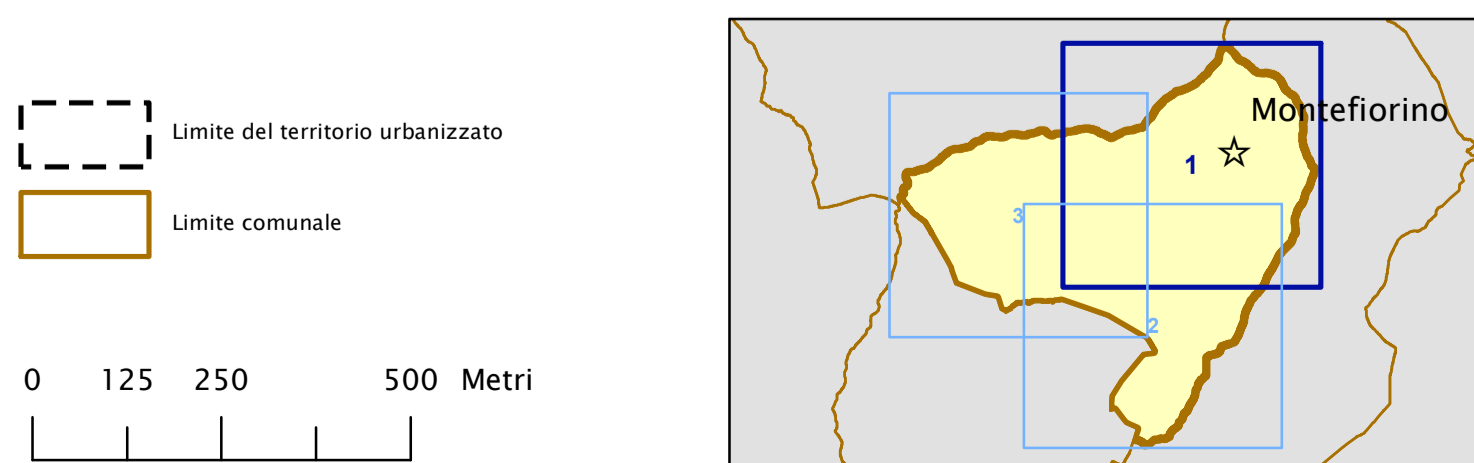 Limite del territorio urbanizzato
Limite comunale
0 125 250 500 Metri
Montefiorino
1
3
2